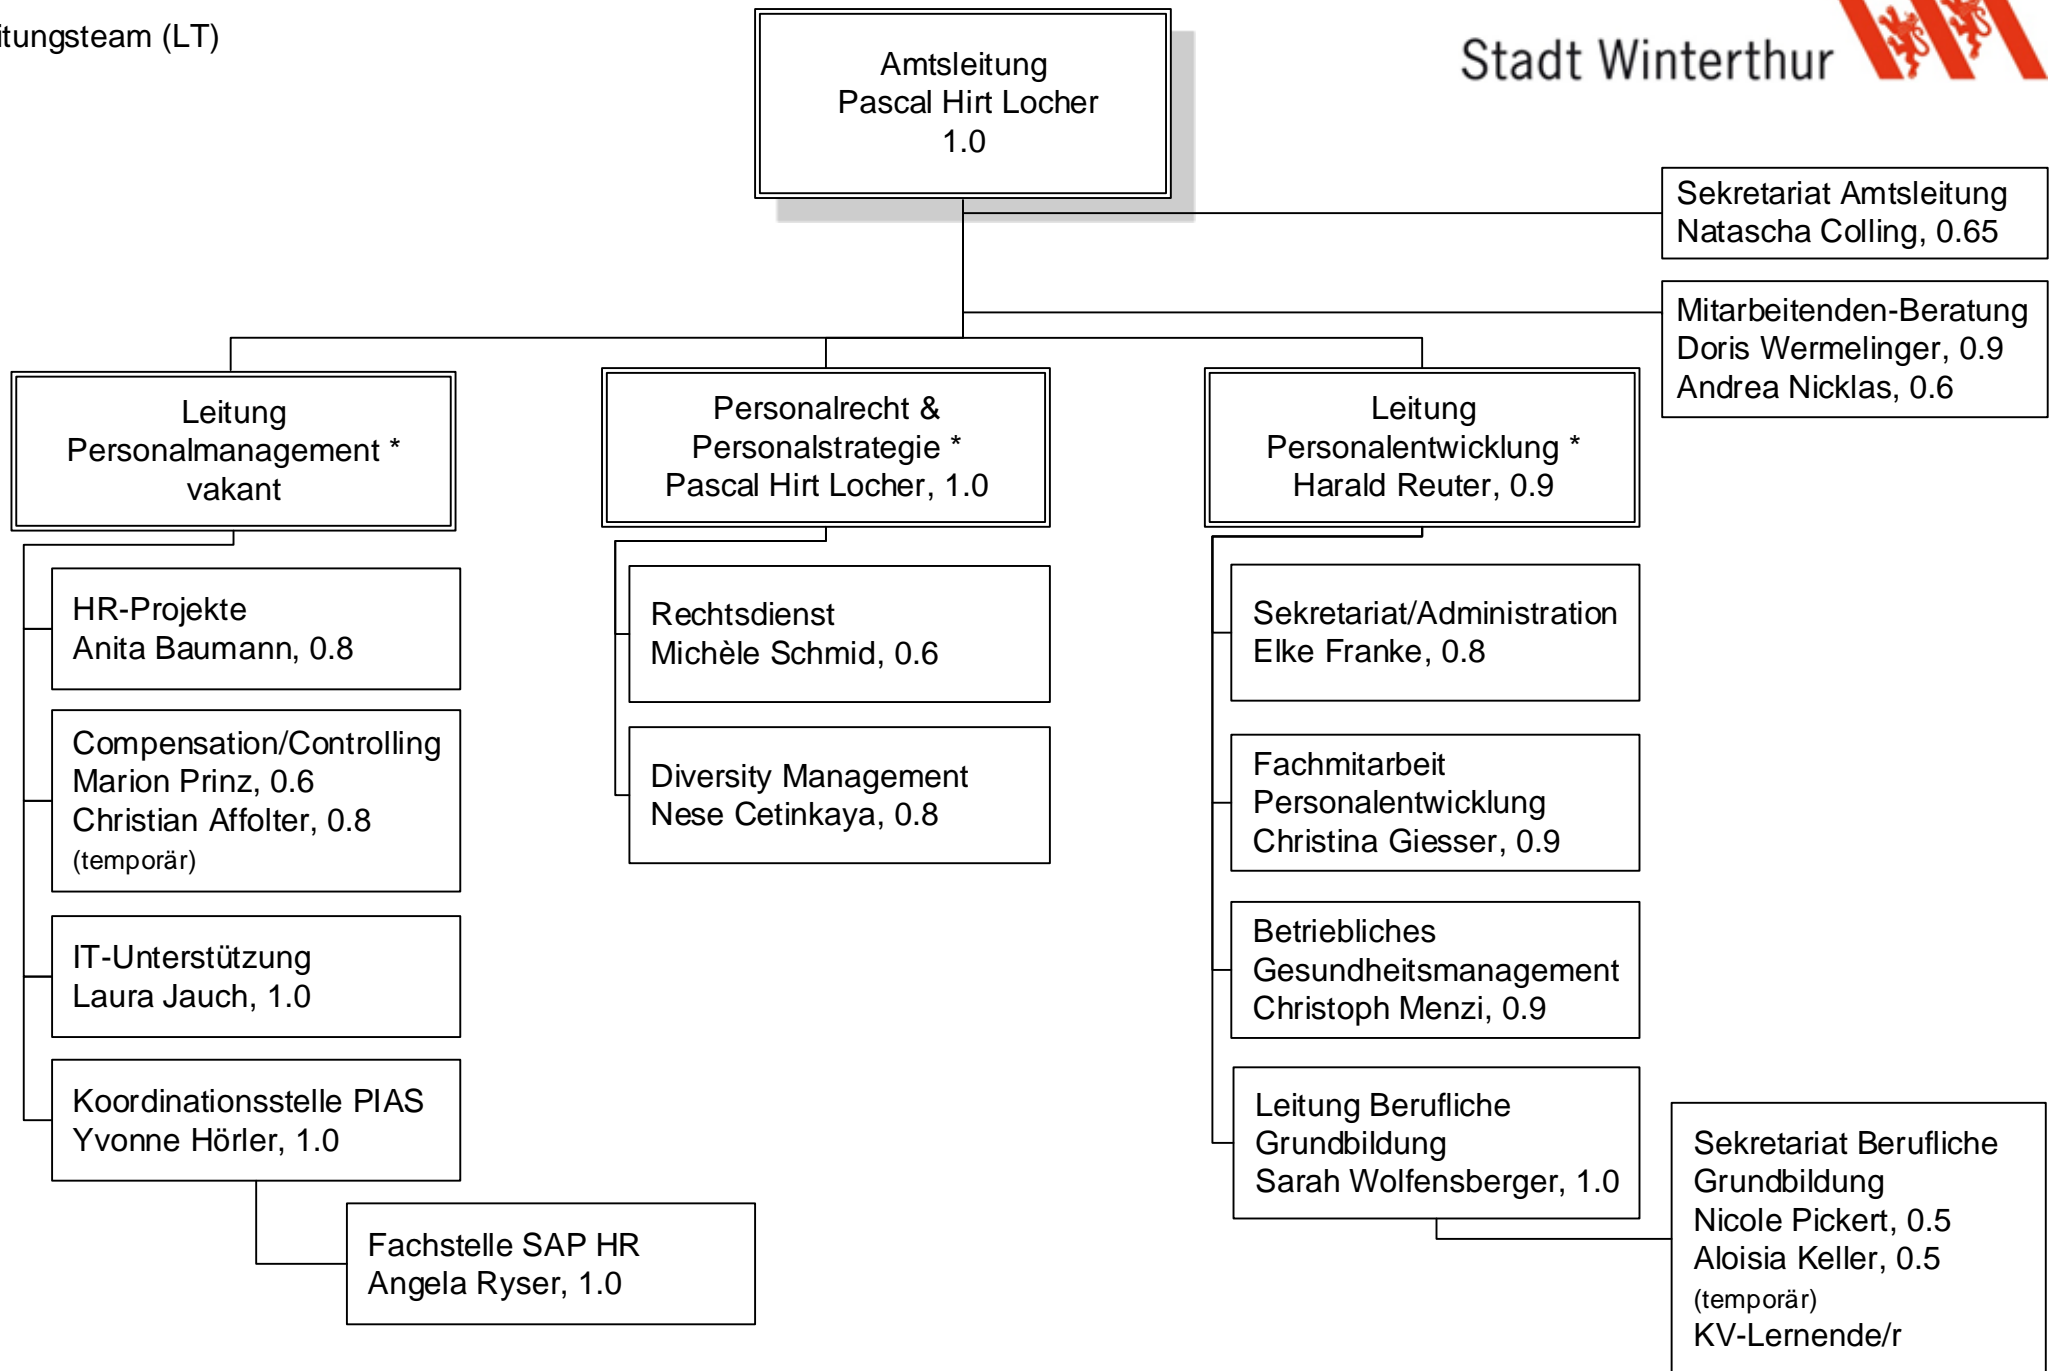 (LT)
Stadt Winterthur
Amtsleitung
Pascal Hirt Locher
1.0
Sekretariat Amtsleitung
Natascha Colling, 0.65
Mitarbeitenden-Beratung
Doris Wermelinger, 0.9
Andrea Nicklas, 0.6
Leitung
Personalmanagement *
vakant
Personalrecht &
Personalstrategie *
Pascal Hirt Locher, 1.0
Leitung
Personalentwicklung *
Harald Reuter, 0.9
HR-Projekte
Anita Baumann, 0.8
Compensation/Controlling
Marion Prinz, 0.6
Christian Affolter, 0.8
(temporär)
IT-Unterstützung
Laura Jauch, 1.0
Koordinationsstelle PIAS
Yvonne Hörler, 1.0
Fachstelle SAP HR
Angela Ryser, 1.0
Rechtsdienst
Michèle Schmid, 0.6
Diversity Management
Nese Cetinkaya, 0.8
Sekretariat/Administration
Elke Franke, 0.8
Fachmitarbeit
Personalentwicklung
Christina Giesser, 0.9
Betriebliches
Gesundheitsmanagement
Christoph Menzi, 0.9
Leitung Berufliche
Grundbildung
Sarah Wolfensberger, 1.0
Sekretariat Berufliche
Grundbildung
Nicole Pickert, 0.5
Aloisia Keller, 0.5
(temporär)
KV-Lernende/r